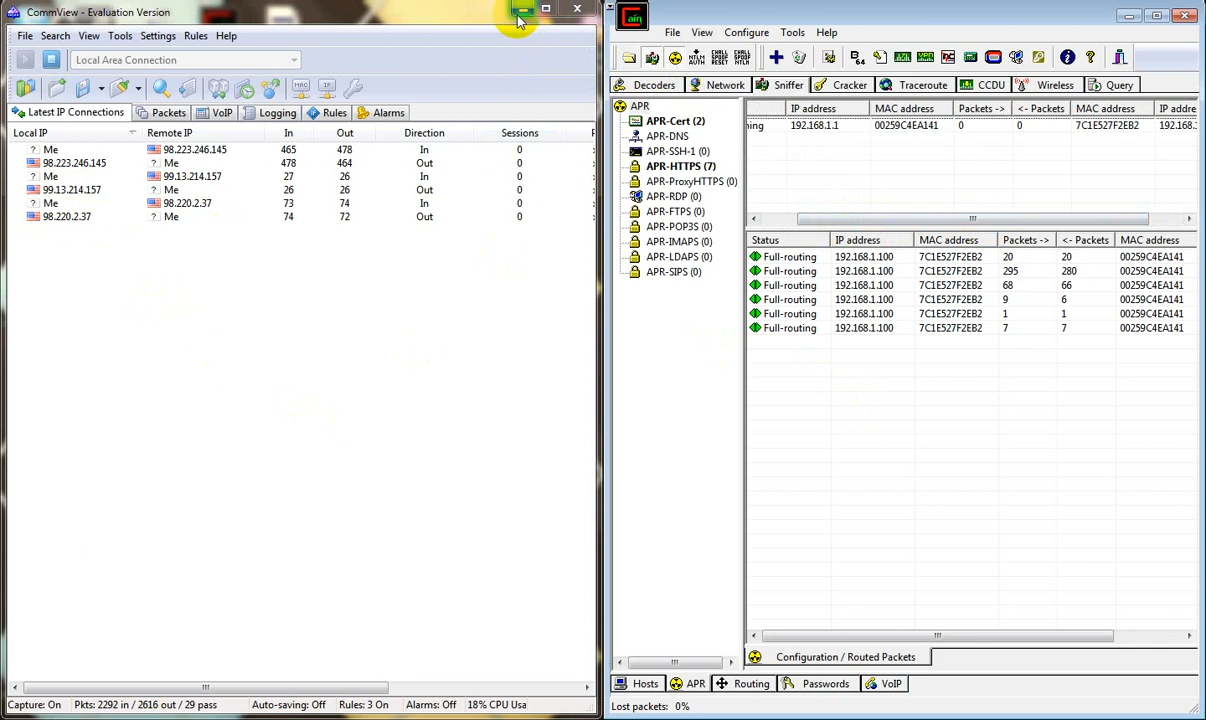 CommView - Evaluation Version
File Search View Tools Settings Rules Help
Local Area Connection
MAC IP
Latest IP Connections Packets VoIP Logging Rules Alarms
Local IP Remote IP In Out Direction Sessions
? Me 98.223.246.145 465 478 In 0
98.223.246.145 ? Me 478 464 Out 0
? Me 99.13.214.157 27 26 In 0
99.13.214.157 ? Me 26 26 Out 0
? Me 98.220.2.37 73 74 In 0
98.220.2.37 ? Me 74 72 Out 0
Capture: On Pkts: 2292 in / 2616 out / 29 pass Auto-saving: Off Rules: 3 On Alarms: Off 18% CPU Usa
Cain
File View Configure Tools Help
NTLM AUTH CHALL SPOOF RESET CHALL SPOOF NTLM
Decoders Network Sniffer Cracker Traceroute CCDU Wireless Query
APR
APR-Cert (2)
APR-DNS
APR-SSH-1 (0)
APR-HTTPS (7)
APR-ProxyHTTPS (0)
APR-RDP (0)
APR-FTPS (0)
APR-POP3S (0)
APR-IMAPS (0)
APR-LDAPS (0)
APR-SIPS (0)
IP address MAC address Packets -> <- Packets MAC address IP addre
ning 192.168.1.1 00259C4EA141 0 0 7C1E527F2EB2 192.168.
Status IP address MAC address Packets -> <- Packets MAC address
Full-routing 192.168.1.100 7C1E527F2EB2 20 20 00259C4EA141
Full-routing 192.168.1.100 7C1E527F2EB2 295 280 00259C4EA141
Full-routing 192.168.1.100 7C1E527F2EB2 68 66 00259C4EA141
Full-routing 192.168.1.100 7C1E527F2EB2 9 6 00259C4EA141
Full-routing 192.168.1.100 7C1E527F2EB2 1 1 00259C4EA141
Full-routing 192.168.1.100 7C1E527F2EB2 7 7 00259C4EA141
Configuration / Routed Packets
Hosts APR Routing Passwords VoIP
Lost packets: 0%